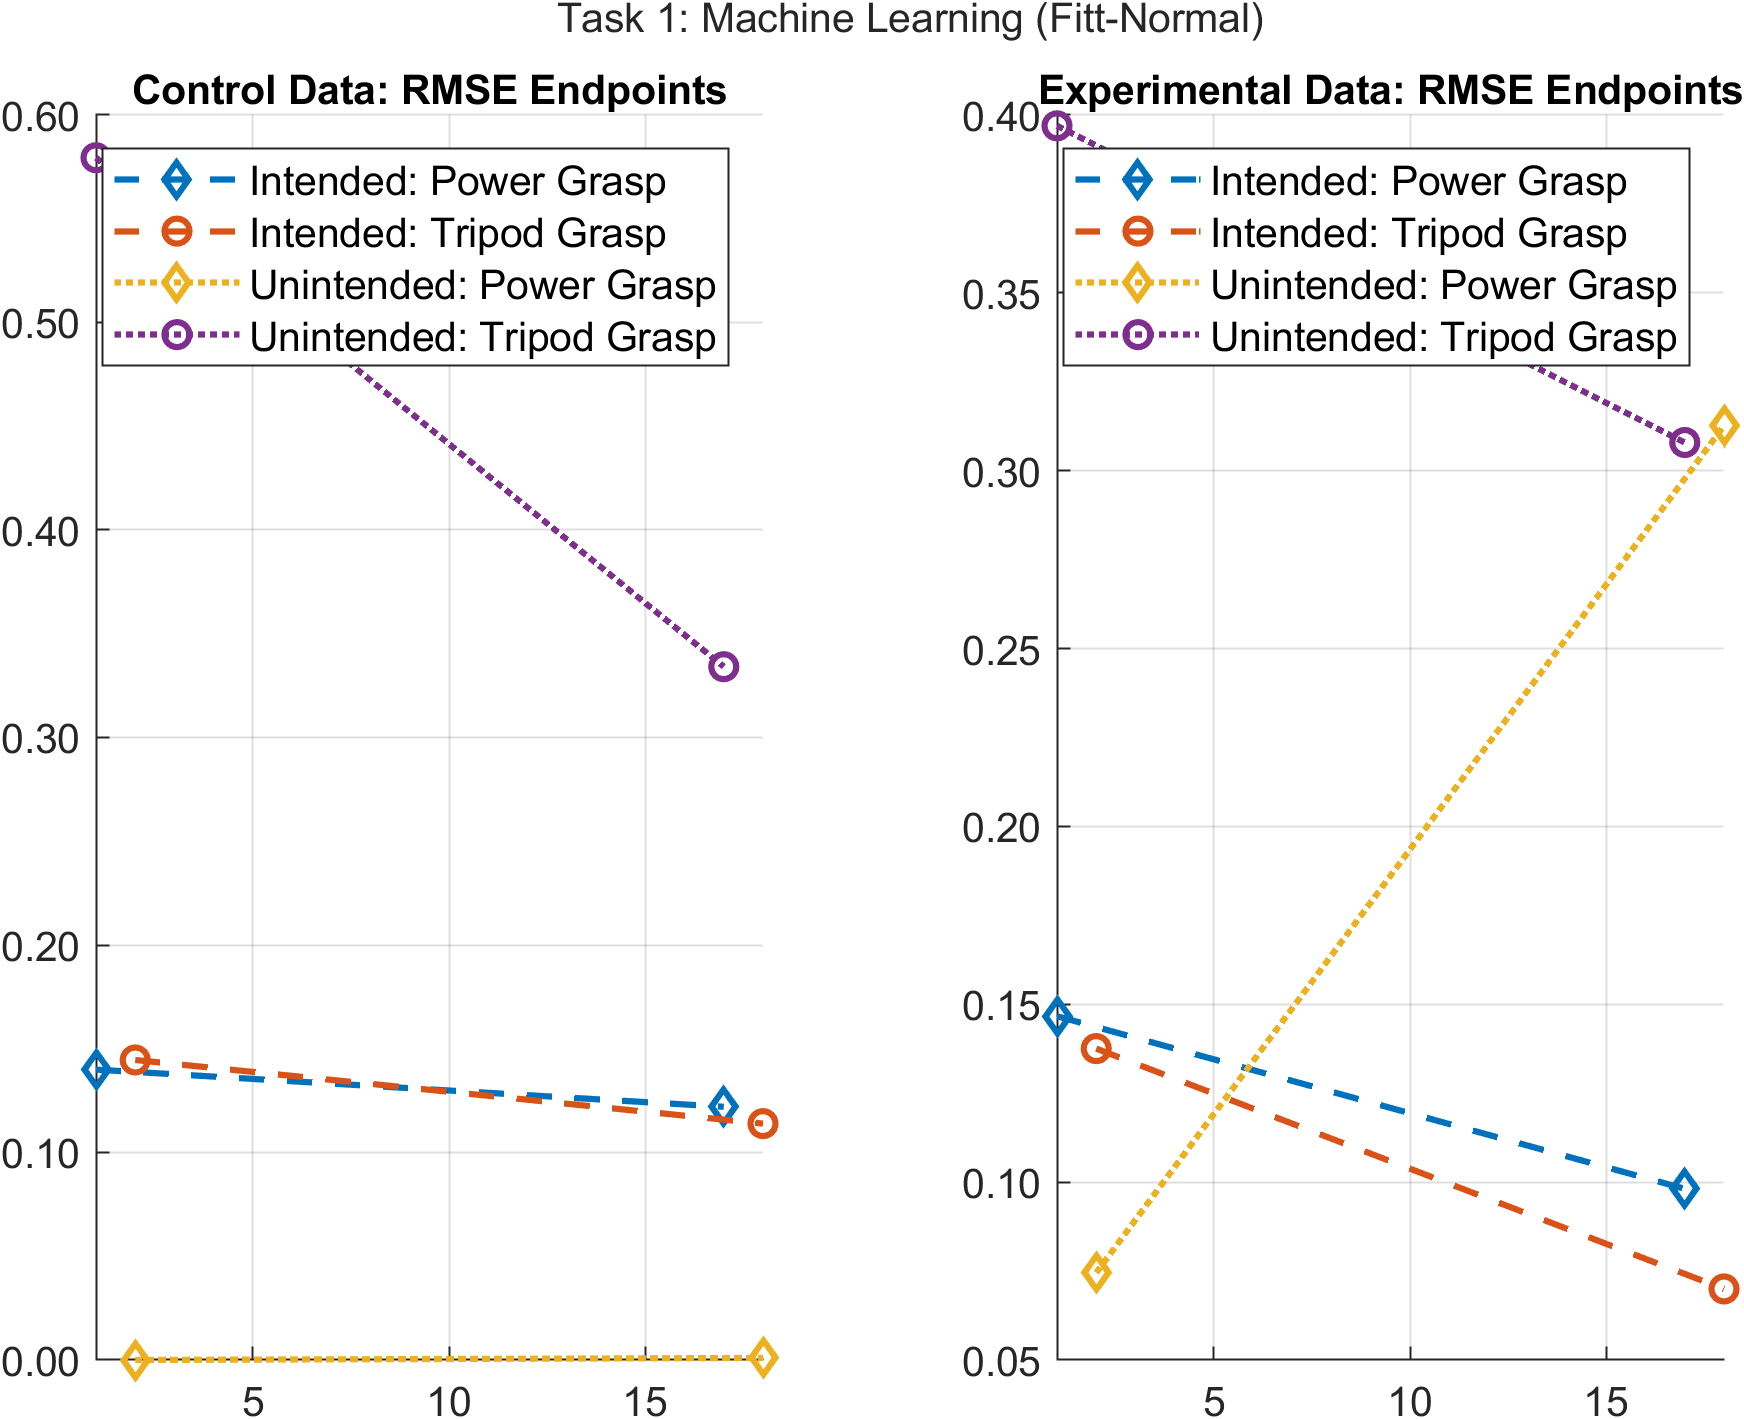 Task 1: Machine Learning (Fitt-Normal)
Control Data: RMSE Endpoints
0.60
0.50
0.40
0.30
0.20
0.10
0.00
Intended: Power Grasp
Intended: Tripod Grasp
Unintended: Power Grasp
Unintended: Tripod Grasp
5 10 15
Experimental Data: RMSE Endpoints
0.40
0.35
0.30
0.25
0.20
0.15
0.10
0.05
Intended: Power Grasp
Intended: Tripod Grasp
Unintended: Power Grasp
Unintended: Tripod Grasp
5 10 15